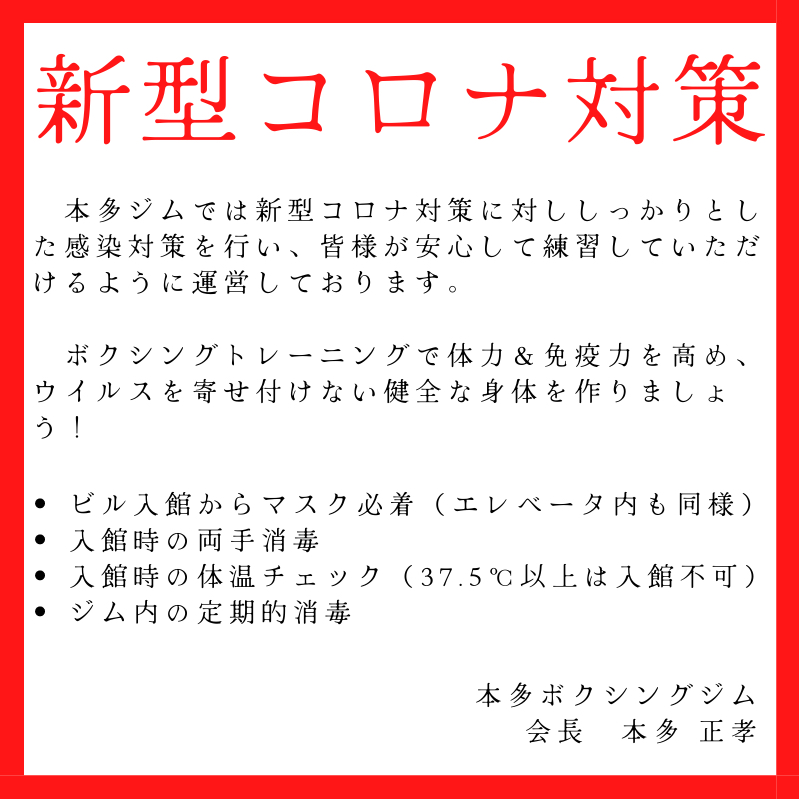 新型コロナ対策
　本多ジムでは新型コロナ対策に対ししっかりとし
た感染対策を行い、皆様が安心して練習していただ
けるように運営しております。
　ボクシングトレーニングで体力＆免疫力を高め、
ウイルスを寄せ付けない健全な身体を作りましょ
う！
• ビル入館からマスク必着（エレベータ内も同様）
• 入館時の両手消毒
• 入館時の体温チェック（37.5℃以上は入館不可）
• ジム内の定期的消毒
本多ボクシングジム
会長　本多 正孝